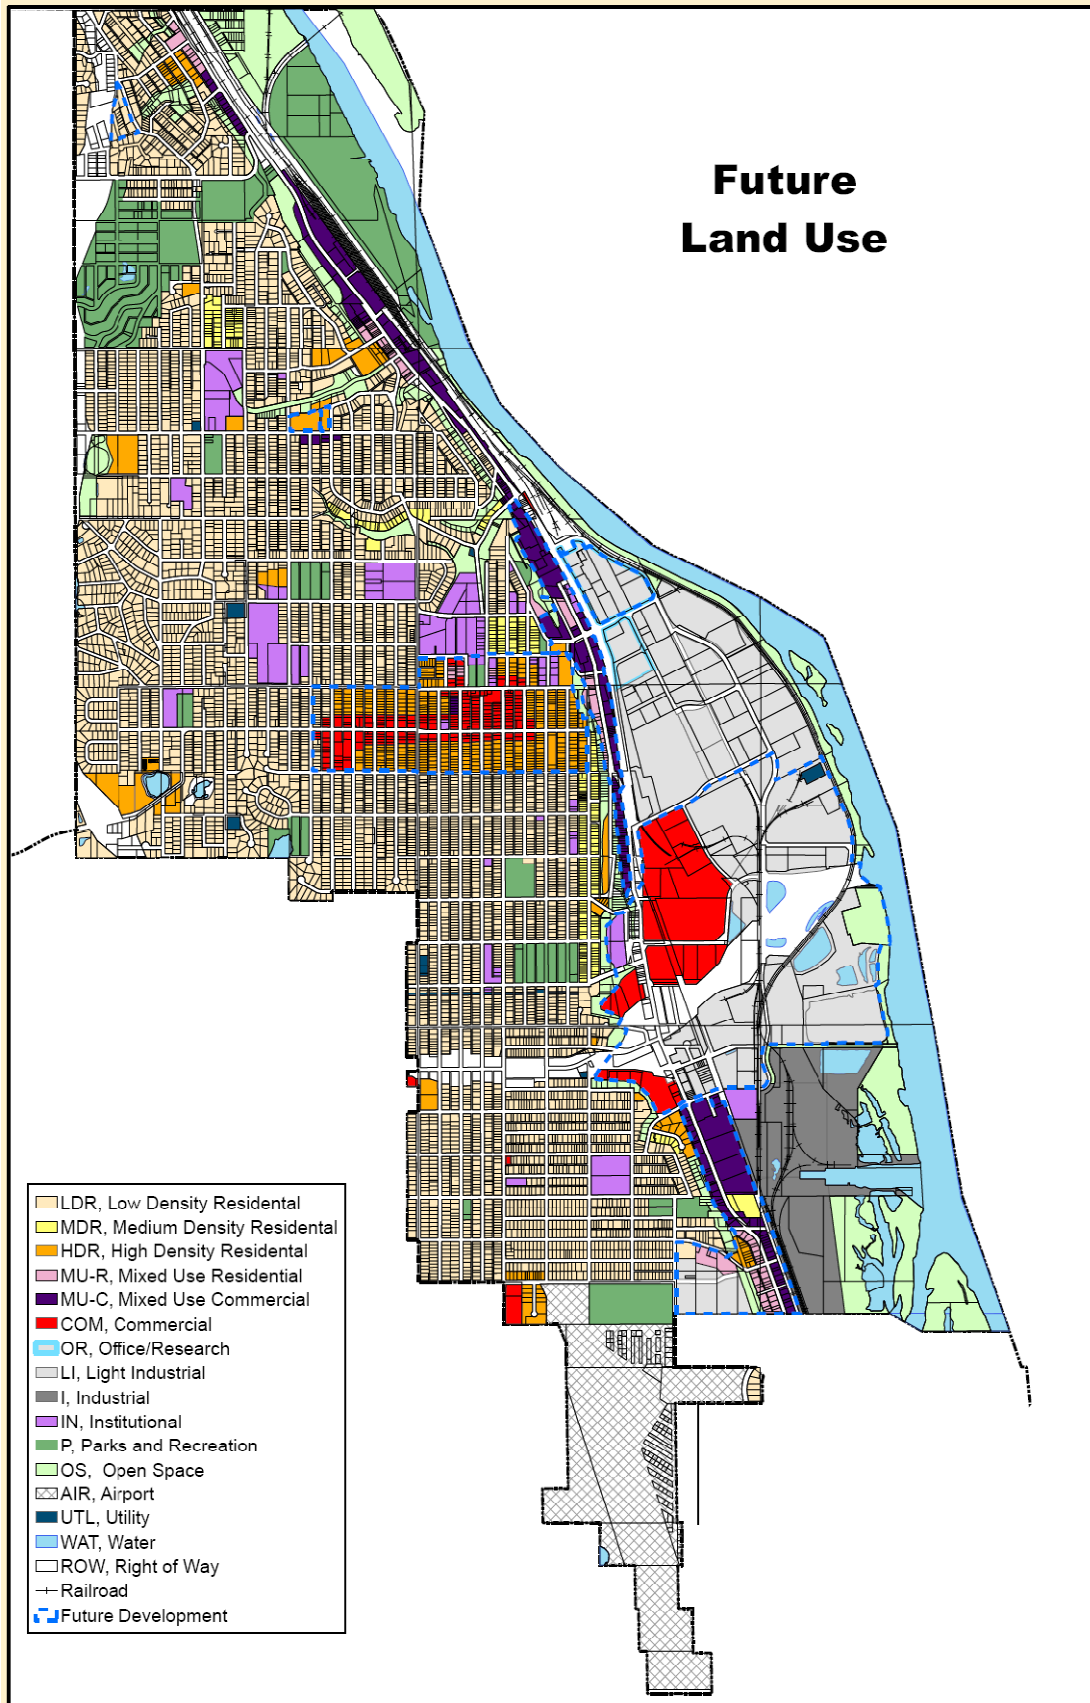 Future
Land Use
LDR, Low Density Residental
MDR, Medium Density Residental
HDR, High Density Residental
MU-R, Mixed Use Residential
MU-C, Mixed Use Commercial
COM, Commercial
OR, Office/Research
LI, Light Industrial
I, Industrial
IN, Institutional
P, Parks and Recreation
OS, Open Space
AIR, Airport
UTL, Utility
WAT, Water
ROW, Right of Way
Railroad
Future Development